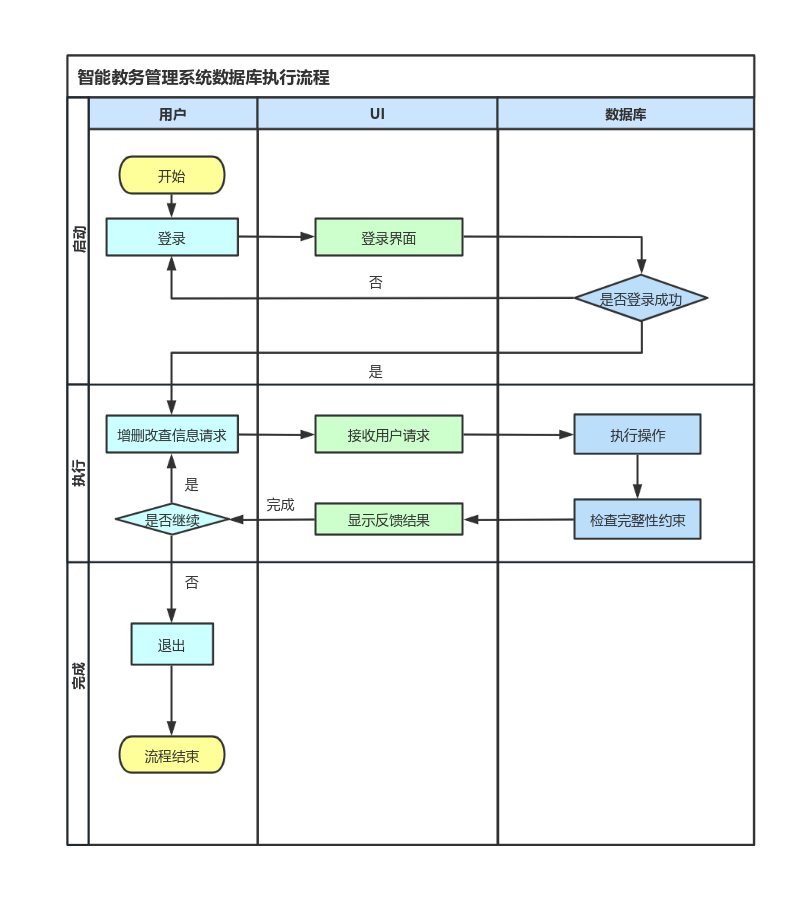 智能教务管理系统数据库执行流程
用户
UI
数据库
启动
开始
登录
登录界面
否
是否登录成功
是
执行
增删改查信息请求
接收用户请求
执行操作
是
完成
是否继续
显示反馈结果
检查完整性约束
否
完成
退出
流程结束